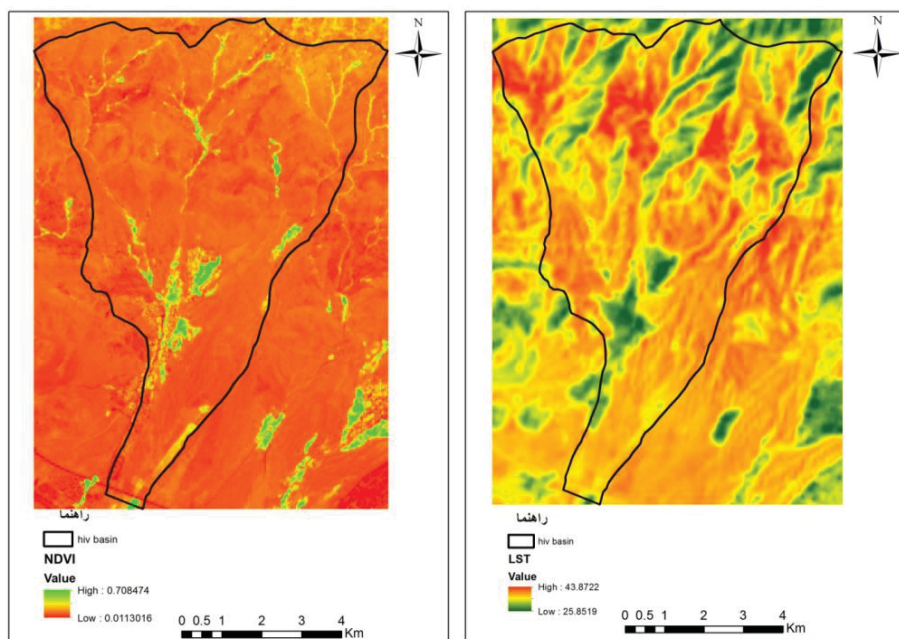 N
راهنما
hiv basin
NDVI
Value
High : 0.708474
Low : 0.0113016
0 0.5 1 2 3 4
Km
N
راهنما
hiv basin
LST
Value
High : 43.8722
Low : 25.8519
0 0.5 1 2 3 4
Km